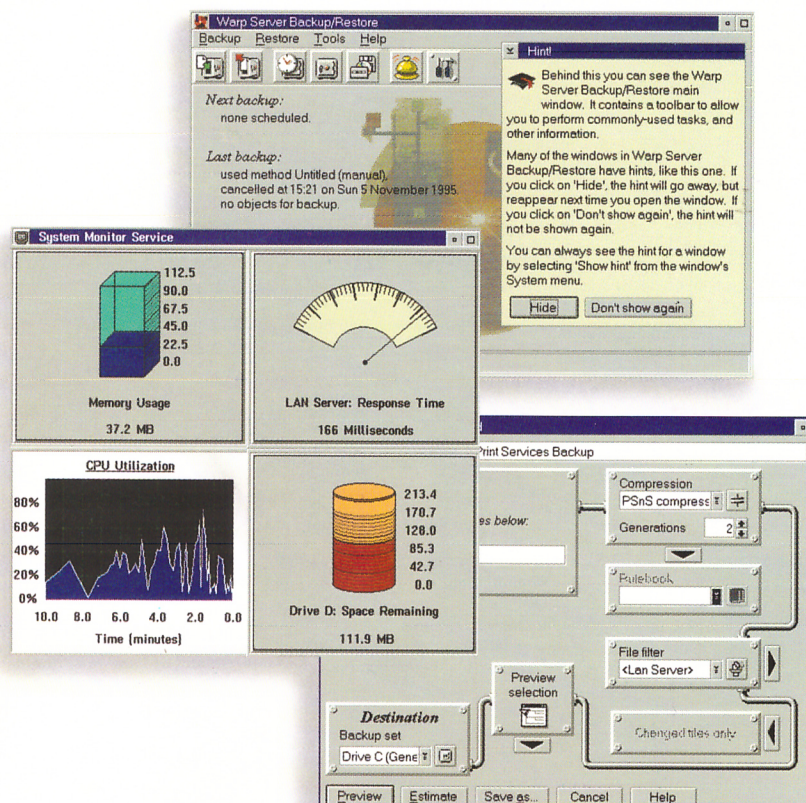 Warp Server Backup/Restore
Backup Restore Tools Help
Next backup:
none scheduled.
Last backup:
used method Untitled (manual),
cancelled at 15:21 on Sun 5 November 1995.
no objects for backup.
Hint!
Behind this you can see the Warp
Server Backup/Restore main
window. It contains a toolbar to allow
you to perform commonly-used tasks, and
other information.
Many of the windows in Warp Server
Backup/Restore have hints, like this one. If
you click on 'Hide', the hint will go away, but
reappear next time you open the window. If
you click on 'Don't show again', the hint will
not be shown again.
You can always see the hint for a window
by selecting 'Show hint' from the window's
System menu.
Hide Don't show again
System Monitor Service
112.5
90.0
67.5
45.0
22.5
0.0
Memory Usage
37.2 MB
LAN Server: Response Time
166 Milliseconds
CPU Utilization
80%
60%
40%
20%
0%
10.0 8.0 6.0 4.0 2.0 0.0
Time (minutes)
213.4
170.7
128.0
85.3
42.7
0.0
Drive D: Space Remaining
111.9 MB
Print Services Backup
es below:
Compression
PSnS compress
Generations 2
Rulebook
File filter
<Lan Server>
Changed files only
Preview
selection
Destination
Backup set
Drive C (Gene
Preview Estimate Save as... Cancel Help